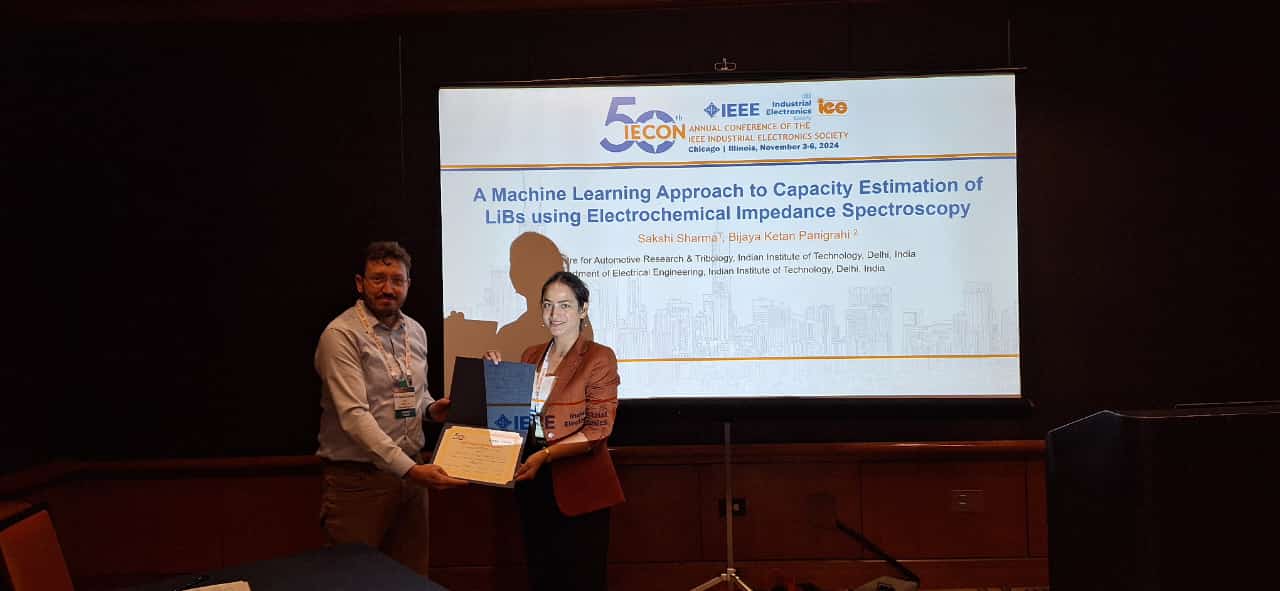 50th
IECON
IEEE
IES
Industrial
Electronics
Society
ies
ANNUAL CONFERENCE OF THE
IEEE INDUSTRIAL ELECTRONICS SOCIETY
Chicago | Illinois, November 3-6, 2024
A Machine Learning Approach to Capacity Estimation of
LiBs using Electrochemical Impedance Spectroscopy
Sakshi Sharma1, Bijaya Ketan Panigrahi 2
for Automotive Research & Tribology, Indian Institute of Technology, Delhi, India
of Electrical Engineering, Indian Institute of Technology, Delhi, India
IEEE
Industrial
Electronics
50